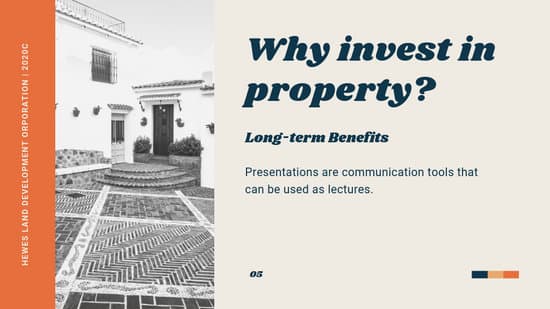 HEWES LAND DEVELOPMENT ORPORATION | 2020C
Why invest in
property?
Long-term Benefits
Presentations are communication tools that
can be used as lectures.
05